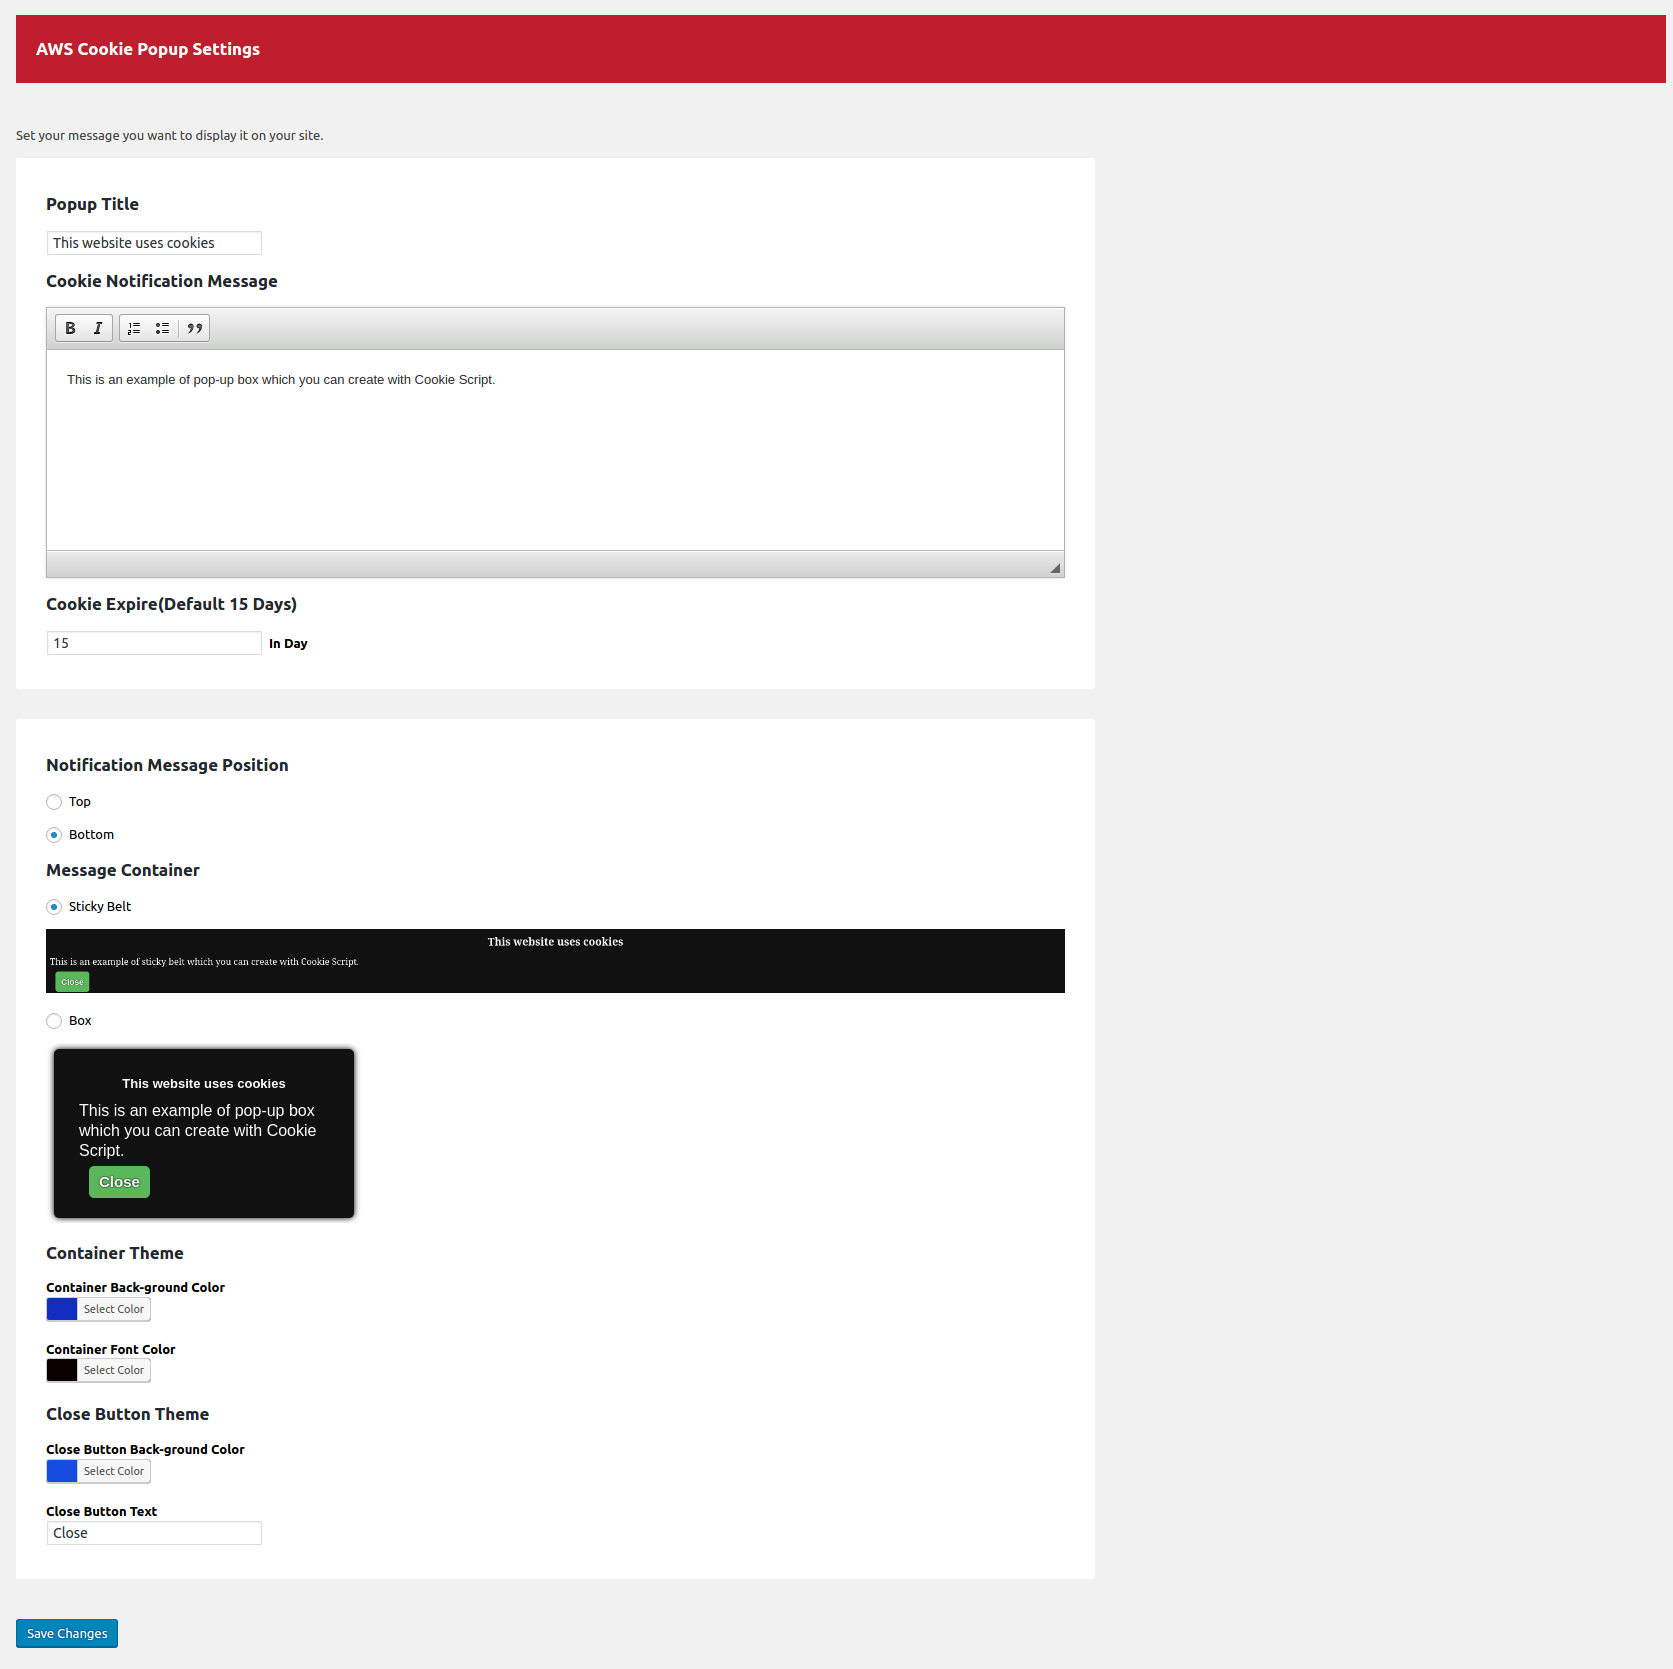 AWS Cookie Popup Settings
Set your message you want to display it on your site.
Popup Title
This website uses cookies
Cookie Notification Message
This is an example of pop-up box which you can create with Cookie Script.
Cookie Expire(Default 15 Days)
15 In Day
Notification Message Position
Top
Bottom
Message Container
Sticky Belt
This website uses cookies
This is an example of sticky belt which you can create with Cookie Script.
Close
Box
This website uses cookies
This is an example of pop-up box
which you can create with Cookie
Script.
Close
Container Theme
Container Back-ground Color
Select Color
Container Font Color
Select Color
Close Button Theme
Close Button Back-ground Color
Select Color
Close Button Text
Close
Save Changes